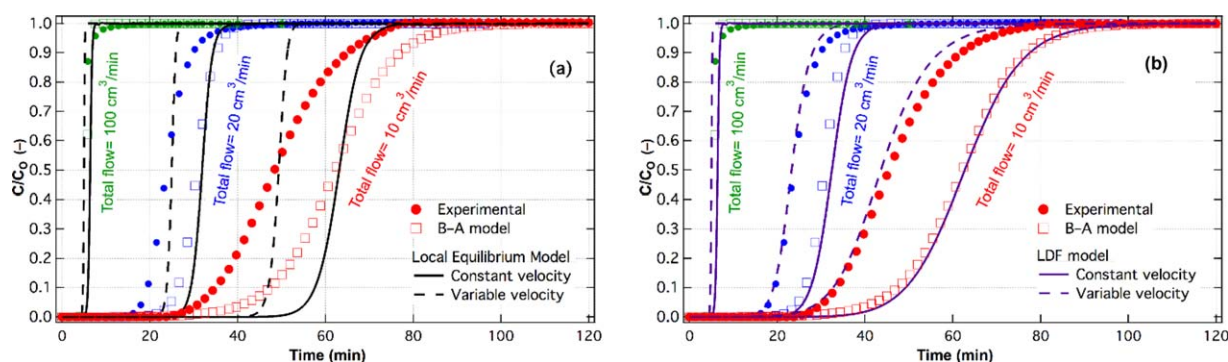 1.0
0.9
0.8
0.7
0.6
0.5
0.4
0.3
0.2
0.1
0.0
C/C₀ (–)
(a)
Total flow= 100 cm³/min
Total flow= 20 cm³/min
Total flow= 10 cm³/min
Experimental
B–A model
Local Equilibrium Model
Constant velocity
Variable velocity
0 20 40 60 80 100 120
Time (min)
1.0
0.9
0.8
0.7
0.6
0.5
0.4
0.3
0.2
0.1
0.0
C/C₀ (–)
(b)
Total flow= 100 cm³/min
Total flow= 20 cm³/min
Total flow= 10 cm³/min
Experimental
B–A model
LDF model
Constant velocity
Variable velocity
0 20 40 60 80 100 120
Time (min)